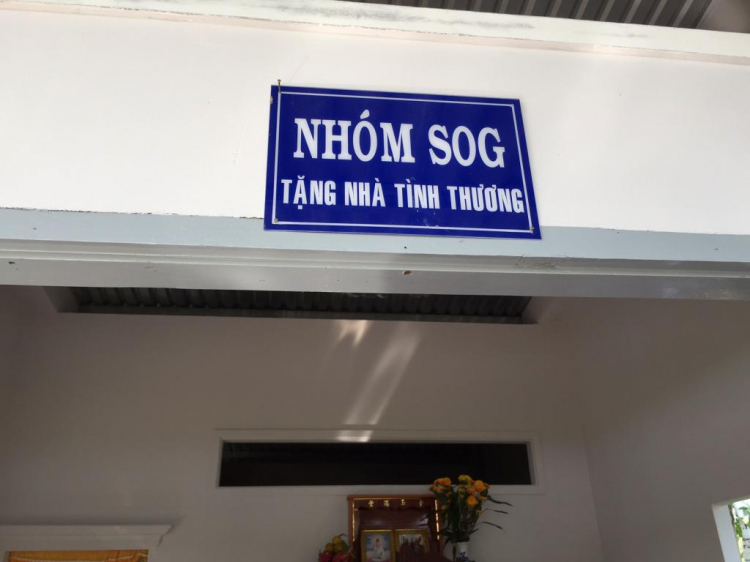 NHÓM SOG
TẶNG NHÀ TÌNH THƯƠNG